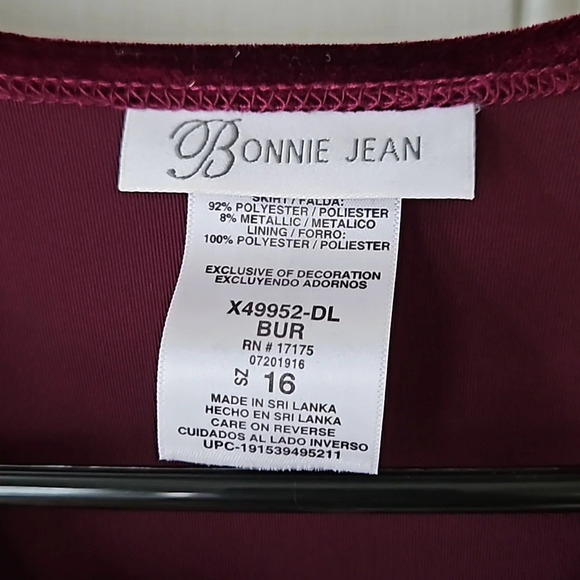 BONNIE JEAN
SKIRT / FALDA:
92% POLYESTER / POLIESTER
8% METALLIC / METALICO
LINING / FORRO:
100% POLYESTER / POLIESTER
EXCLUSIVE OF DECORATION
EXCLUYENDO ADORNOS
X49952-DL
BUR
RN # 17175
07201916
ZS 16
MADE IN SRI LANKA
HECHO EN SRI LANKA
CARE ON REVERSE
CUIDADOS AL LADO INVERSO
UPC-191539495211